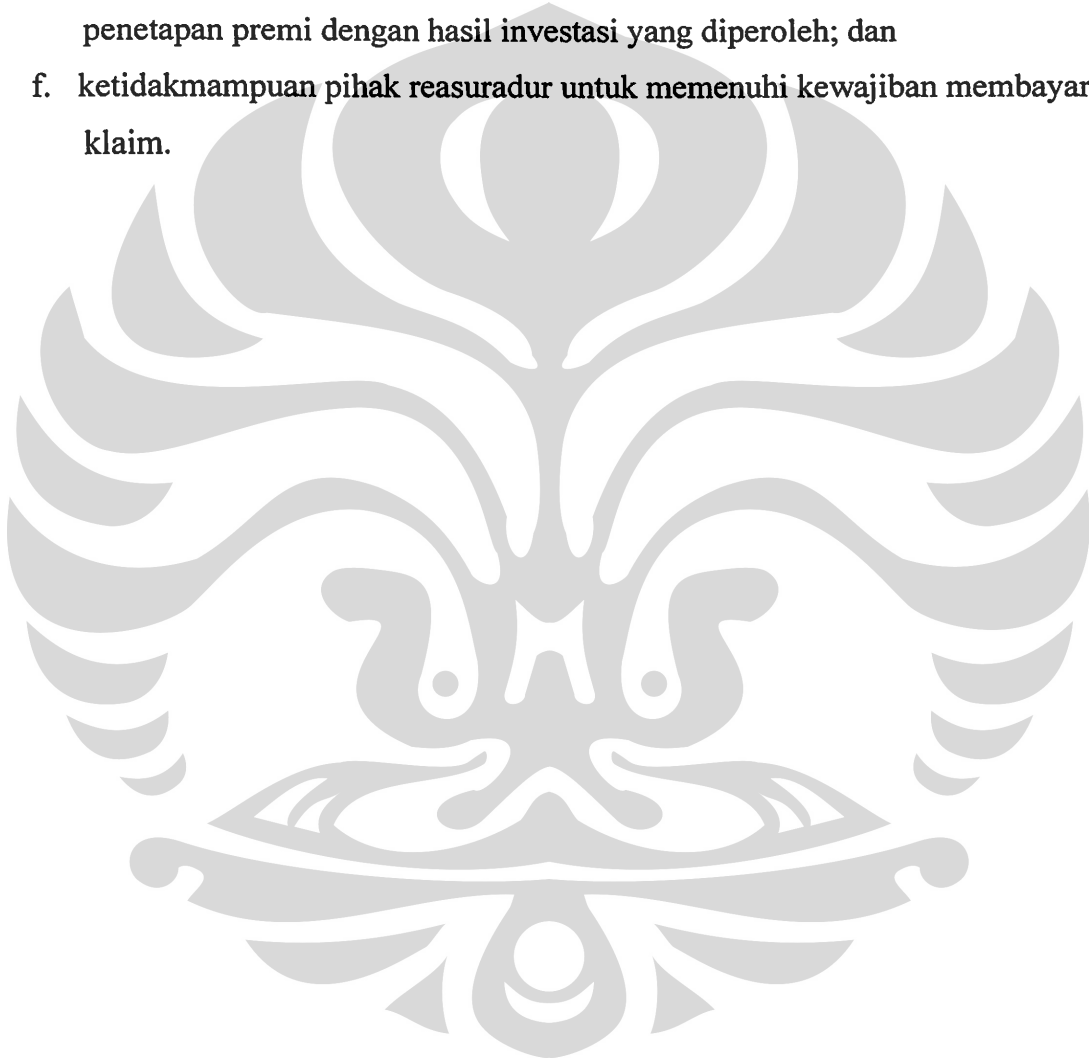 penetapan premi dengan hasil investasi yang diperoleh; dan
f. ketidakmampuan pihak reasuradur untuk memenuhi kewajiban membayar
klaim.